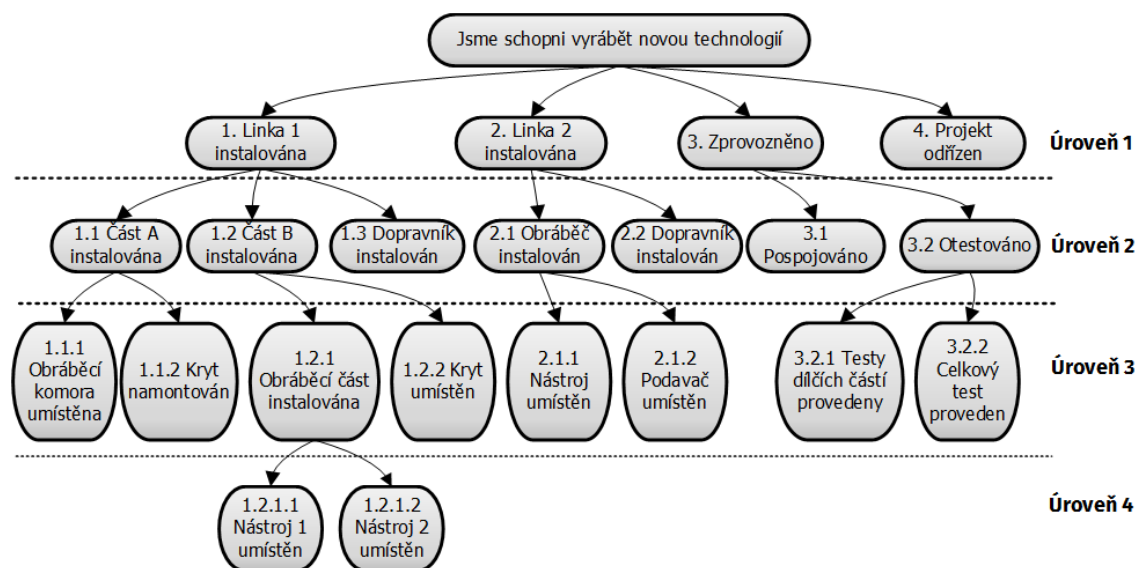 Jsme schopni vyrábět novou technologií
1. Linka 1
instalována
2. Linka 2
instalována
3. Zprovozněno
4. Projekt
odřízen
Úroveň 1
1.1 Část A
instalována
1.2 Část B
instalována
1.3 Dopravník
instalován
2.1 Obráběč
instalován
2.2 Dopravník
instalován
3.1
Pospojováno
3.2 Otestováno
Úroveň 2
1.1.1
Obráběcí
komora
umístěna
1.1.2 Kryt
namontován
1.2.1
Obráběcí část
instalována
1.2.2 Kryt
umístěn
2.1.1
Nástroj
umístěn
2.1.2
Podavač
umístěn
3.2.1 Testy
dílčích částí
provedeny
3.2.2
Celkový
test
proveden
Úroveň 3
1.2.1.1
Nástroj 1
umístěn
1.2.1.2
Nástroj 2
umístěn
Úroveň 4